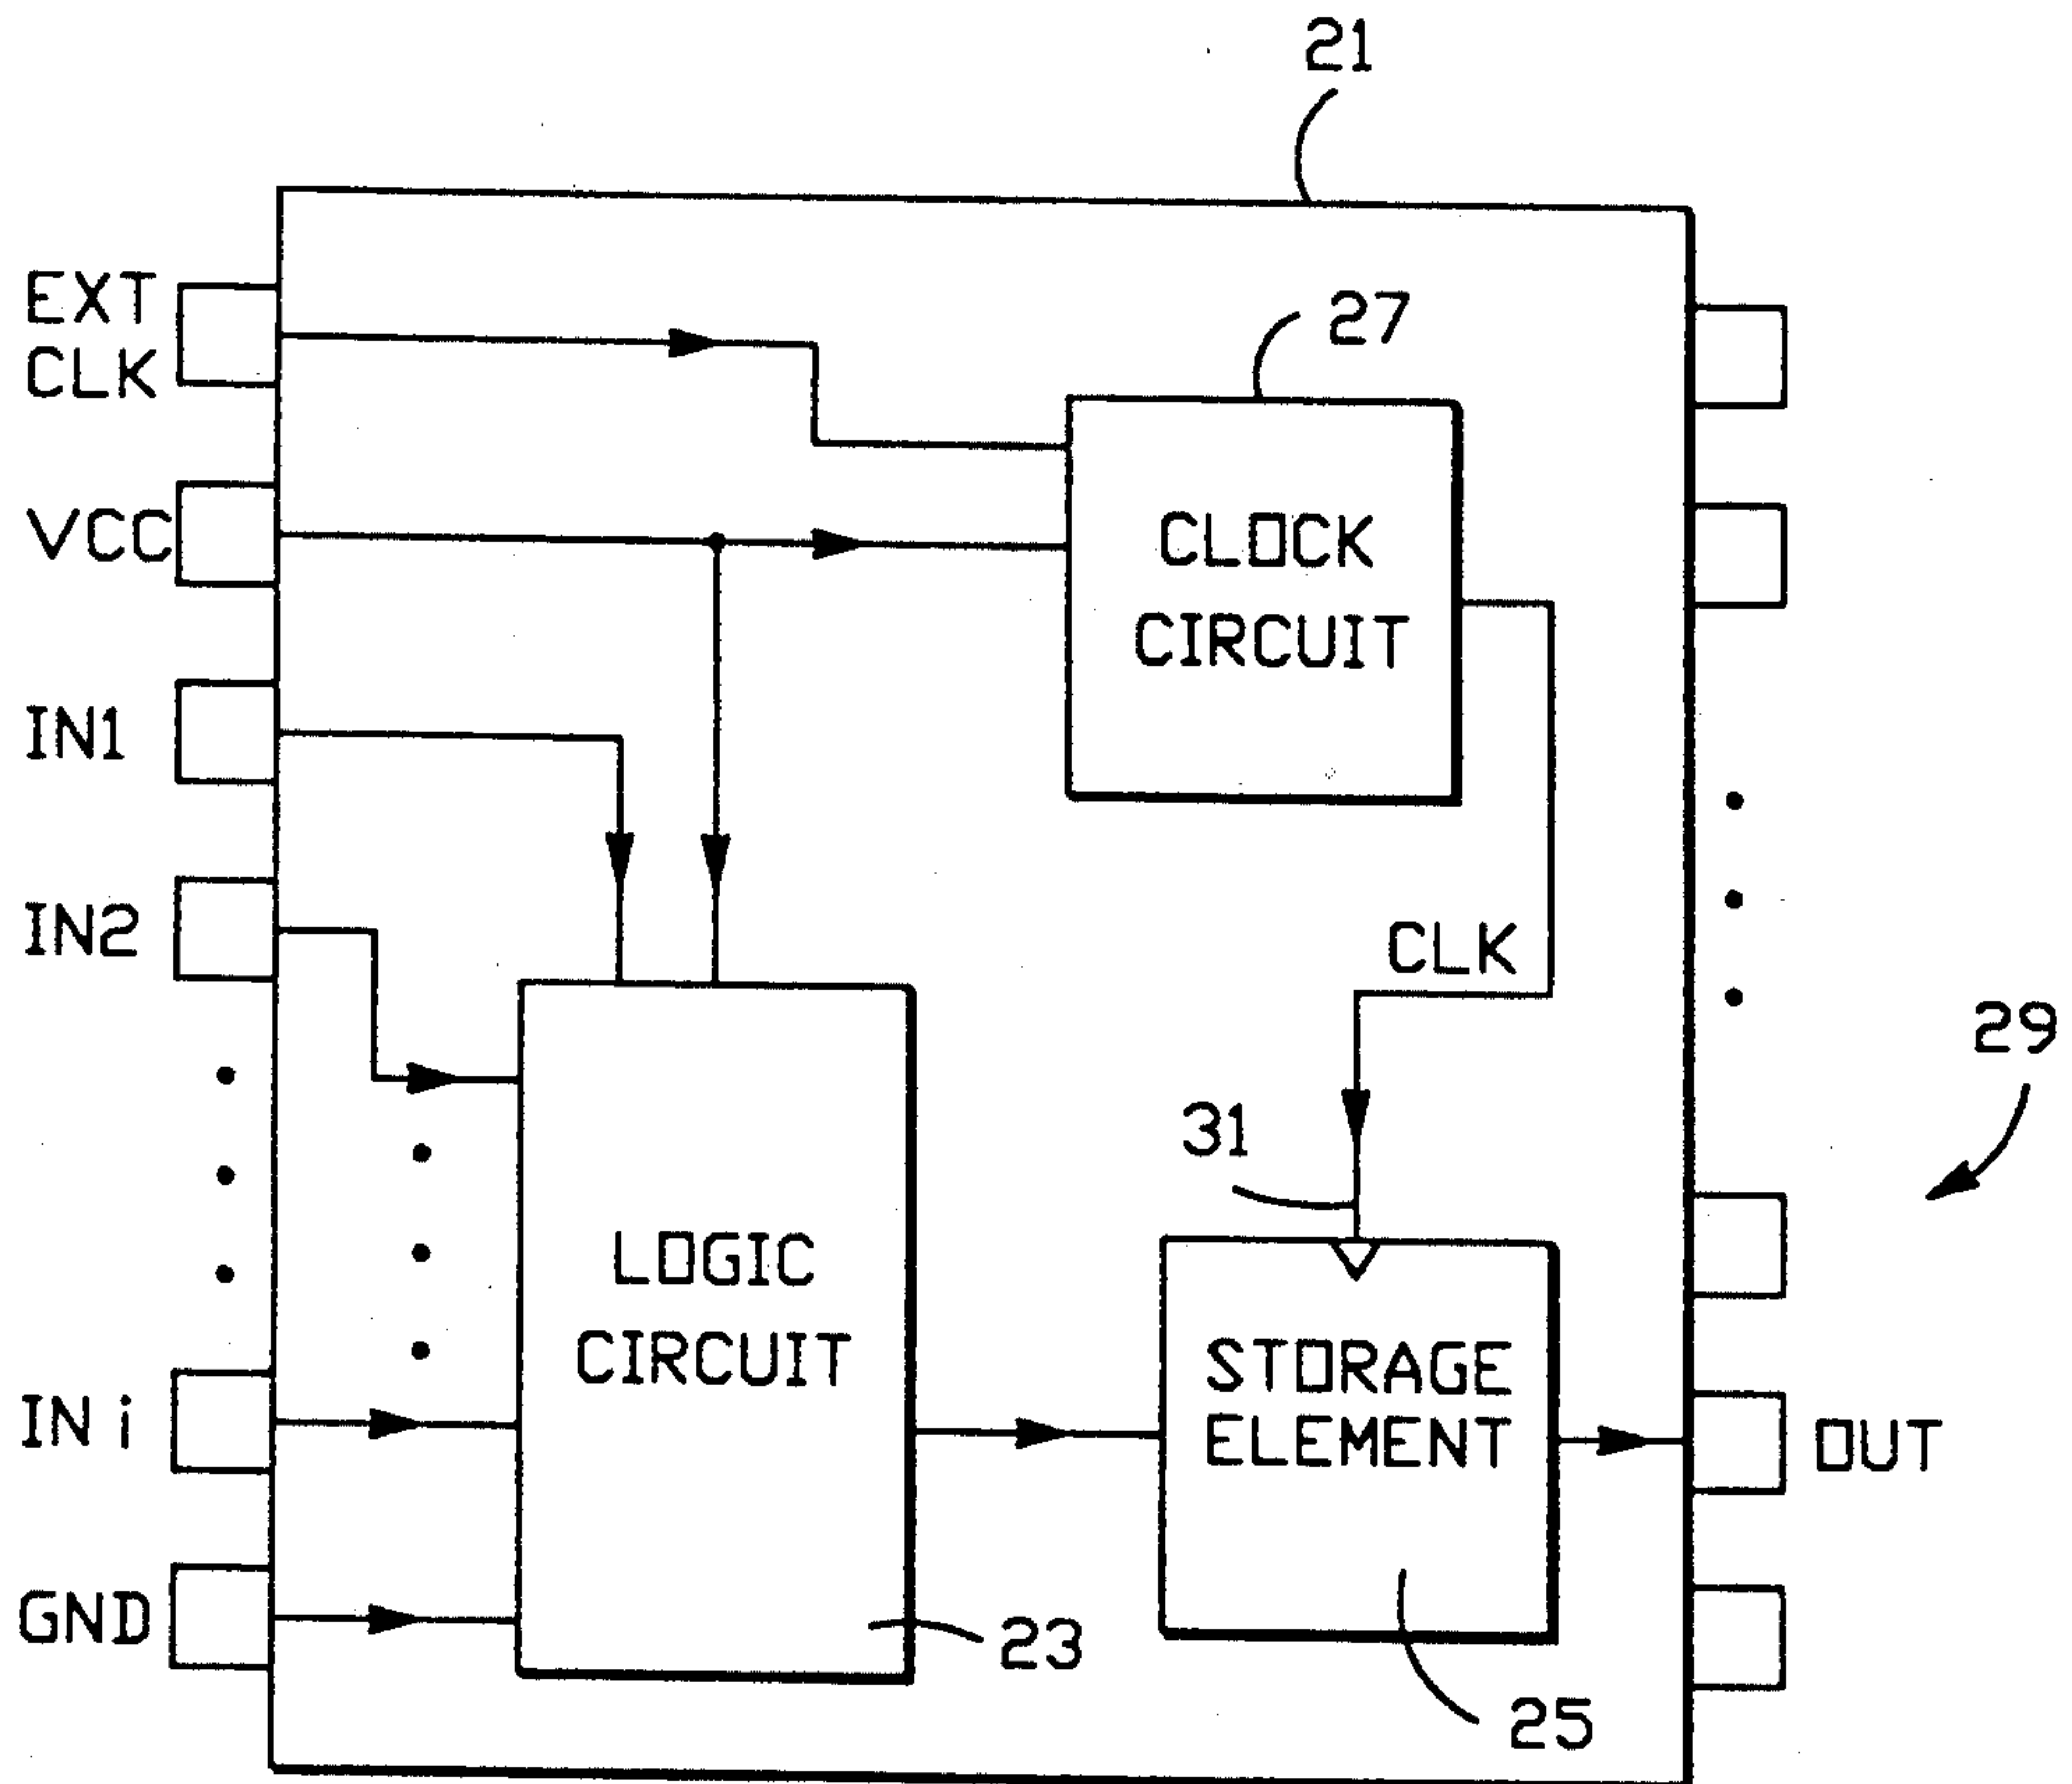 21
EXT
CLK
27
VCC
CLOCK
CIRCUIT
IN1
IN2
CLK
29
31
LOGIC
CIRCUIT
STORAGE
ELEMENT
INi
OUT
GND
23
25